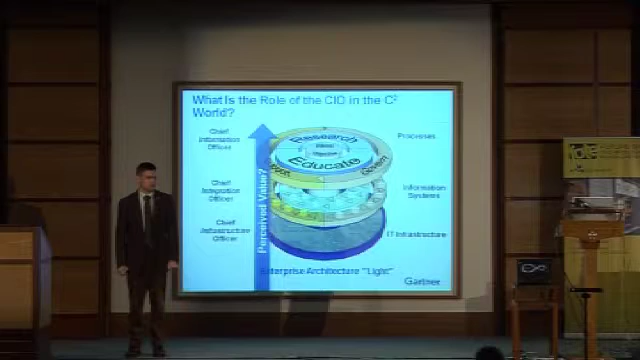 What Is the Role of the CIO in the C2
World?
Chief
Information
Officer
Chief
Integration
Officer
Chief
Infrastructure
Officer
Perceived Value?
Research
Educate
Govern
Processes
Information
Systems
IT Infrastructure
Enterprise Architecture "Light"
Gartner